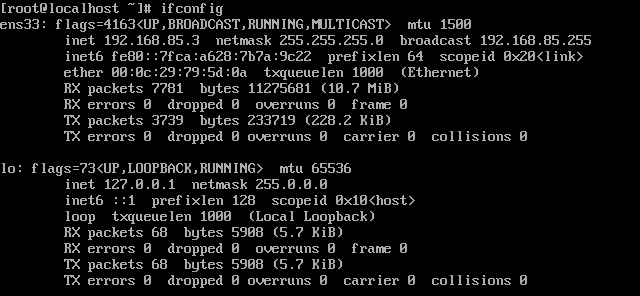 [root@localhost ~]# ifconfig
ens33: flags=4163<UP,BROADCAST,RUNNING,MULTICAST>  mtu 1500
        inet 192.168.85.3  netmask 255.255.255.0  broadcast 192.168.85.255
        inet6 fe80::7fca:a628:7b7a:9c22  prefixlen 64  scopeid 0x20<link>
        ether 00:0c:29:79:5d:0a  txqueuelen 1000  (Ethernet)
        RX packets 7781  bytes 11275681 (10.7 MiB)
        RX errors 0  dropped 0  overruns 0  frame 0
        TX packets 3739  bytes 233719 (228.2 KiB)
        TX errors 0  dropped 0 overruns 0  carrier 0  collisions 0
lo: flags=73<UP,LOOPBACK,RUNNING>  mtu 65536
        inet 127.0.0.1  netmask 255.0.0.0
        inet6 ::1  prefixlen 128  scopeid 0x10<host>
        loop  txqueuelen 1000  (Local Loopback)
        RX packets 68  bytes 5908 (5.7 KiB)
        RX errors 0  dropped 0  overruns 0  frame 0
        TX packets 68  bytes 5908 (5.7 KiB)
        TX errors 0  dropped 0 overruns 0  carrier 0  collisions 0